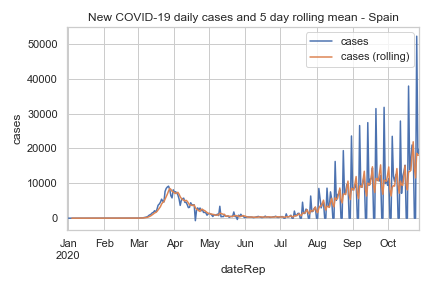 New COVID-19 daily cases and 5 day rolling mean - Spain
cases
cases (rolling)
50000
40000
30000
20000
10000
0
cases
Jan Feb Mar Apr May Jun Jul Aug Sep Oct
2020
dateRep